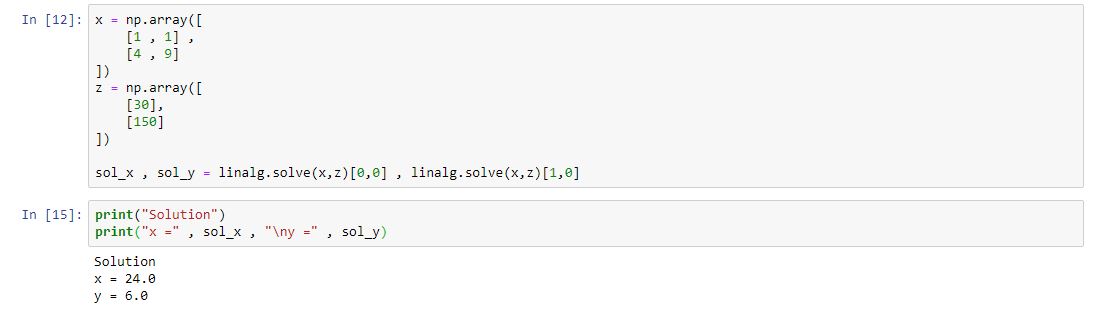 In [12]: x = np.array([
    [1 , 1] ,
    [4 , 9]
])
z = np.array([
    [30],
    [150]
])
sol_x , sol_y = linalg.solve(x,z)[0,0] , linalg.solve(x,z)[1,0]
In [15]: print("Solution")
print("x =" , sol_x , "\ny =" , sol_y)
Solution
x = 24.0
y = 6.0